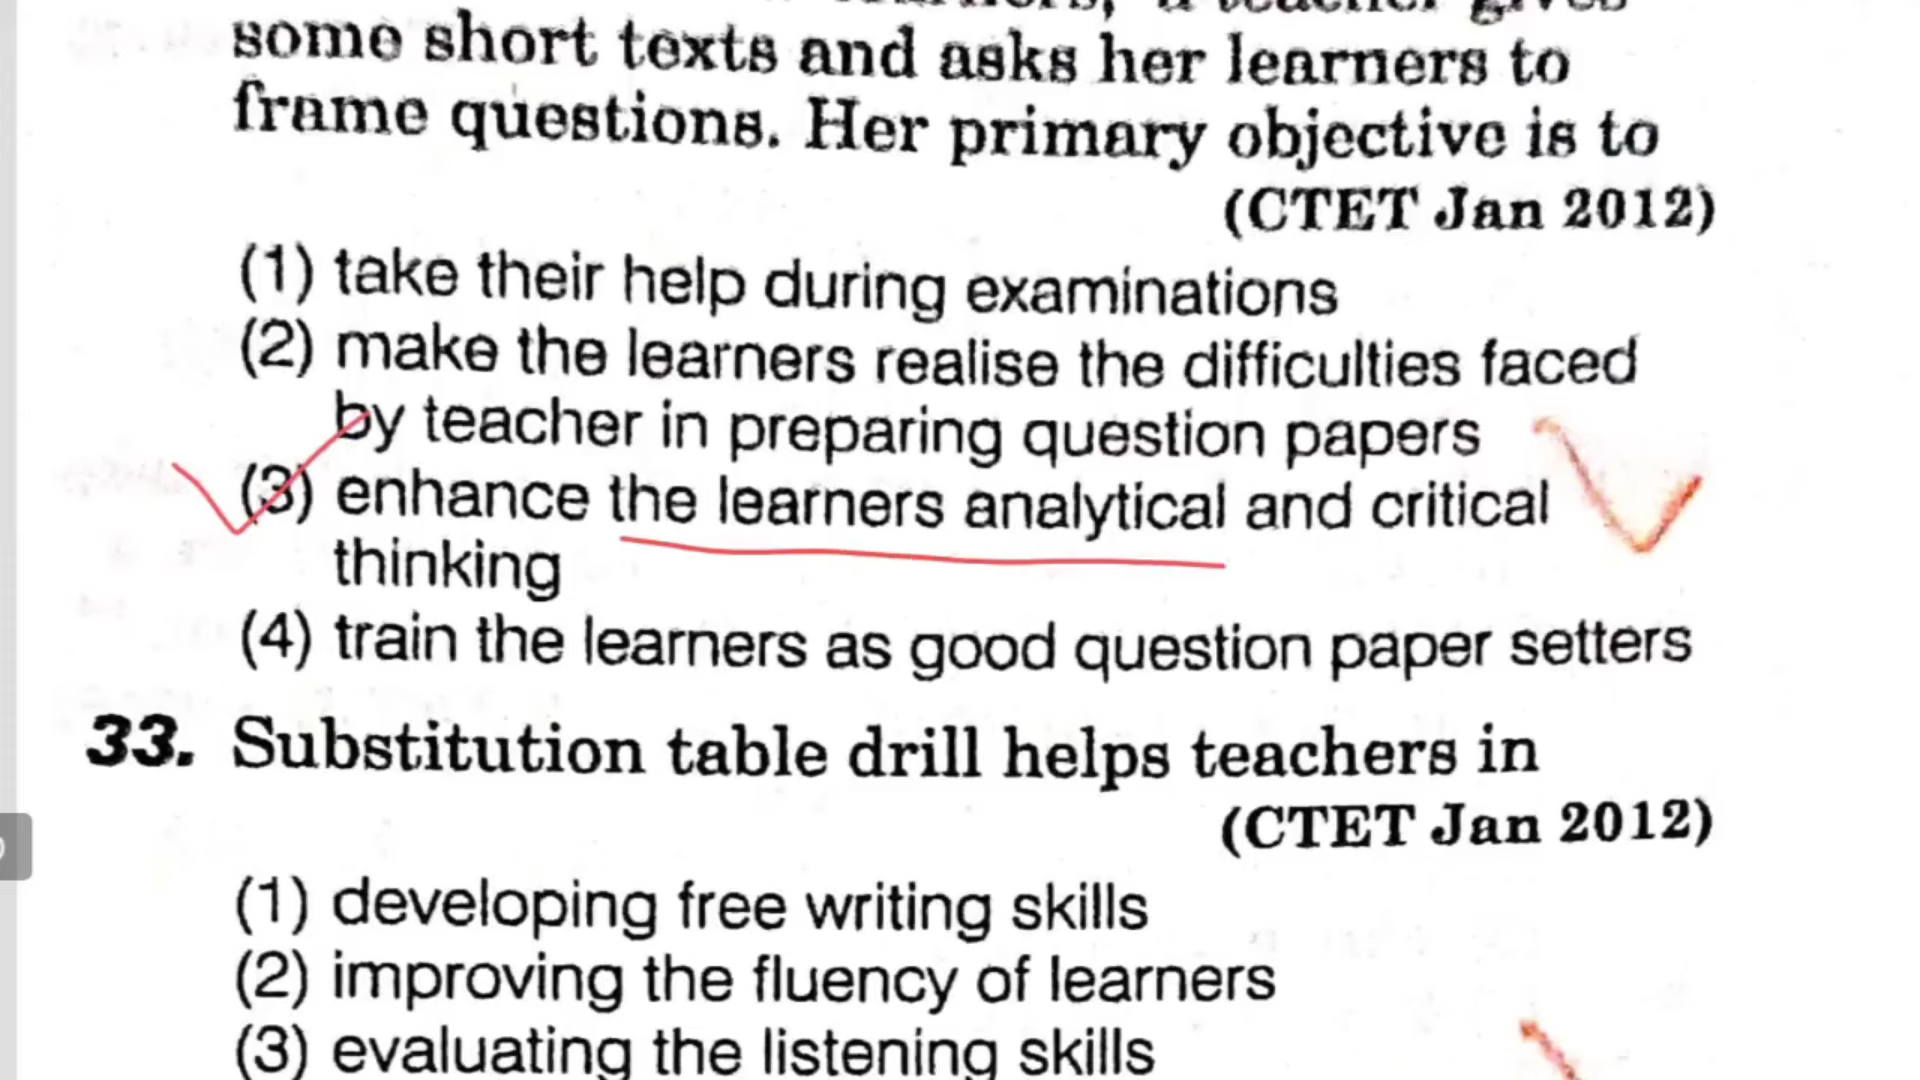 learners, a teacher gives
some short texts and asks her learners to
frame questions. Her primary objective is to
(CTET Jan 2012)
(1) take their help during examinations
(2) make the learners realise the difficulties faced
by teacher in preparing question papers
(3) enhance the learners analytical and critical
thinking
(4) train the learners as good question paper setters
33. Substitution table drill helps teachers in
(CTET Jan 2012)
(1) developing free writing skills
(2) improving the fluency of learners
(3) evaluating the listening skills